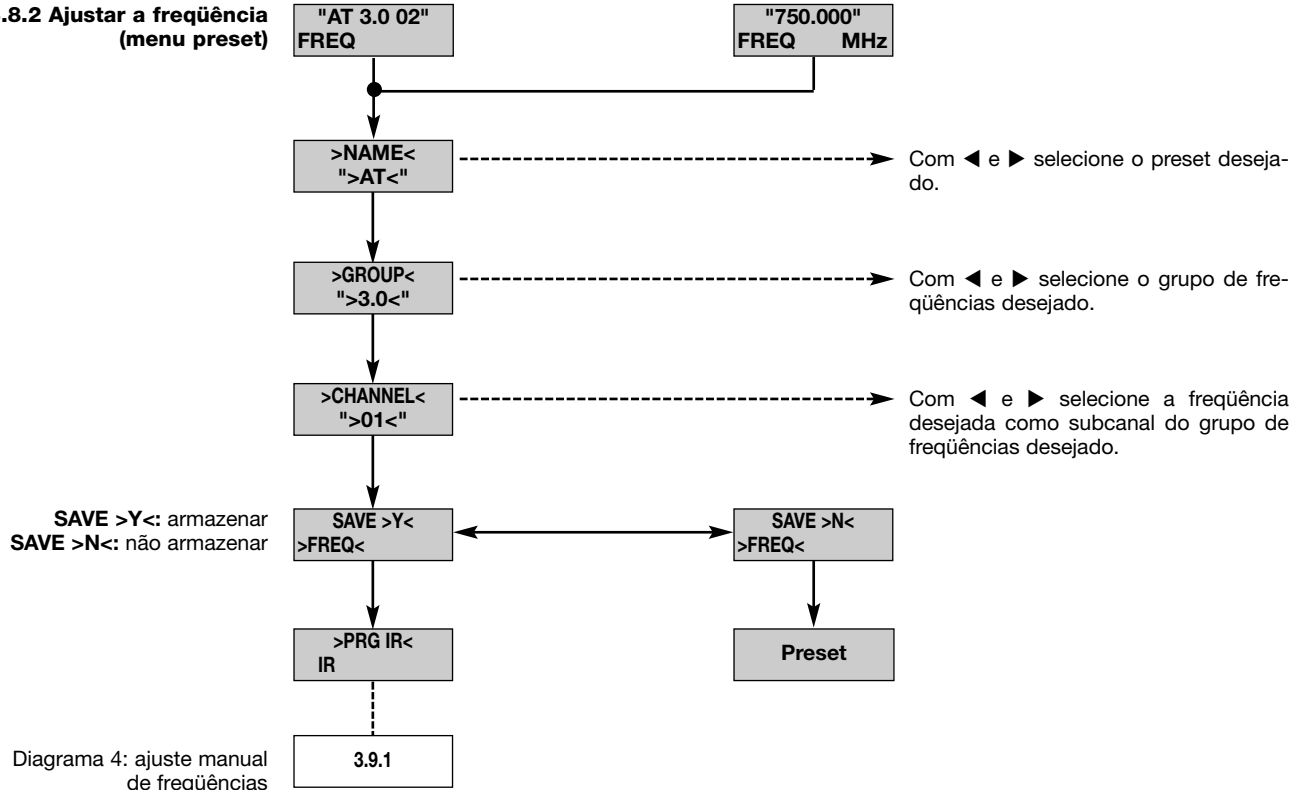 .8.2 Ajustar a freqüência
(menu preset)
"AT 3.0 02"
FREQ
"750.000"
FREQ MHz
>NAME<
">AT<"
Com ◀ e ▶ selecione o preset deseja-
do.
>GROUP<
">3.0<"
Com ◀ e ▶ selecione o grupo de fre-
qüências desejado.
>CHANNEL<
">01<"
Com ◀ e ▶ selecione a freqüência
desejada como subcanal do grupo de
freqüências desejado.
SAVE >Y<: armazenar
SAVE >N<: não armazenar
SAVE >Y<
>FREQ<
SAVE >N<
>FREQ<
>PRG IR<
IR
Preset
Diagrama 4: ajuste manual
de freqüências
3.9.1